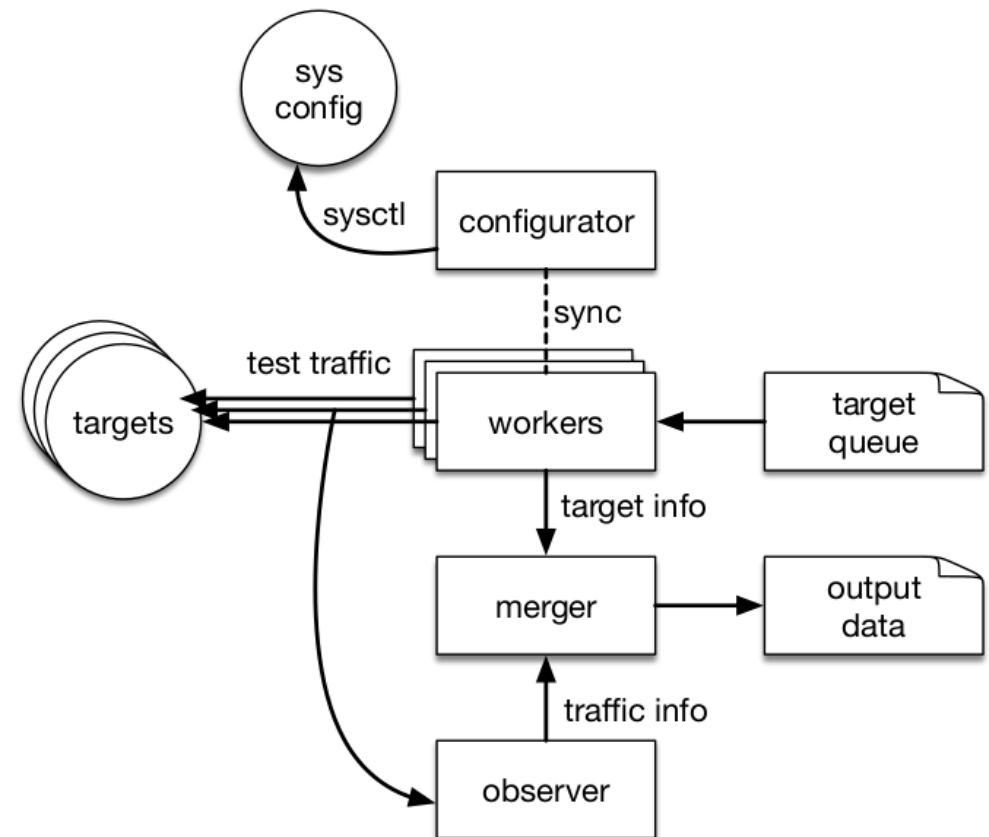 sys
config
sysctl
configurator
sync
test traffic
targets
workers
target
queue
target info
merger
output
data
traffic info
observer